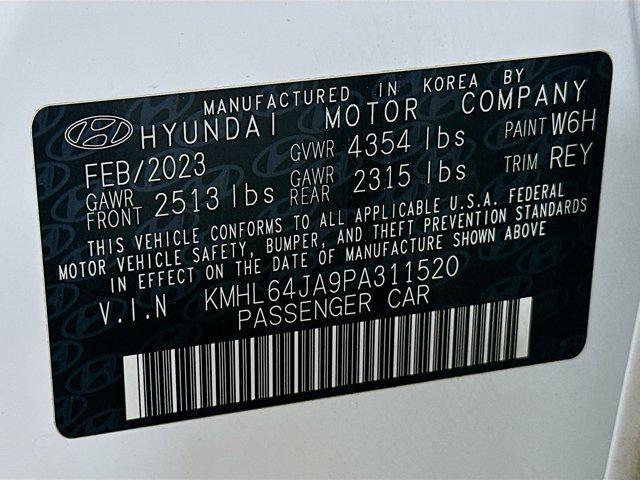 MANUFACTURED IN KOREA BY
HYUNDAI MOTOR COMPANY
FEB/2023 GVWR 4354 lbs PAINT W6H
GAWR FRONT 2513 lbs GAWR REAR 2315 lbs TRIM REY
THIS VEHICLE CONFORMS TO ALL APPLICABLE U.S.A. FEDERAL
MOTOR VEHICLE SAFETY, BUMPER, AND THEFT PREVENTION STANDARDS
IN EFFECT ON THE DATE OF MANUFACTURE SHOWN ABOVE
V.I.N KMHL64JA9PA311520
PASSENGER CAR